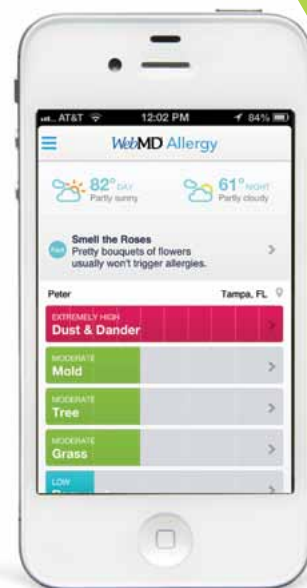 AT&T 12:02 PM 84%
WebMD Allergy
82° DAY
Partly sunny
61° NIGHT
Partly cloudy
Smell the Roses
Pretty bouquets of flowers
usually won't trigger allergies.
Peter Tampa, FL
EXTREMELY HIGH
Dust & Dander
MODERATE
Mold
MODERATE
Tree
MODERATE
Grass
LOW